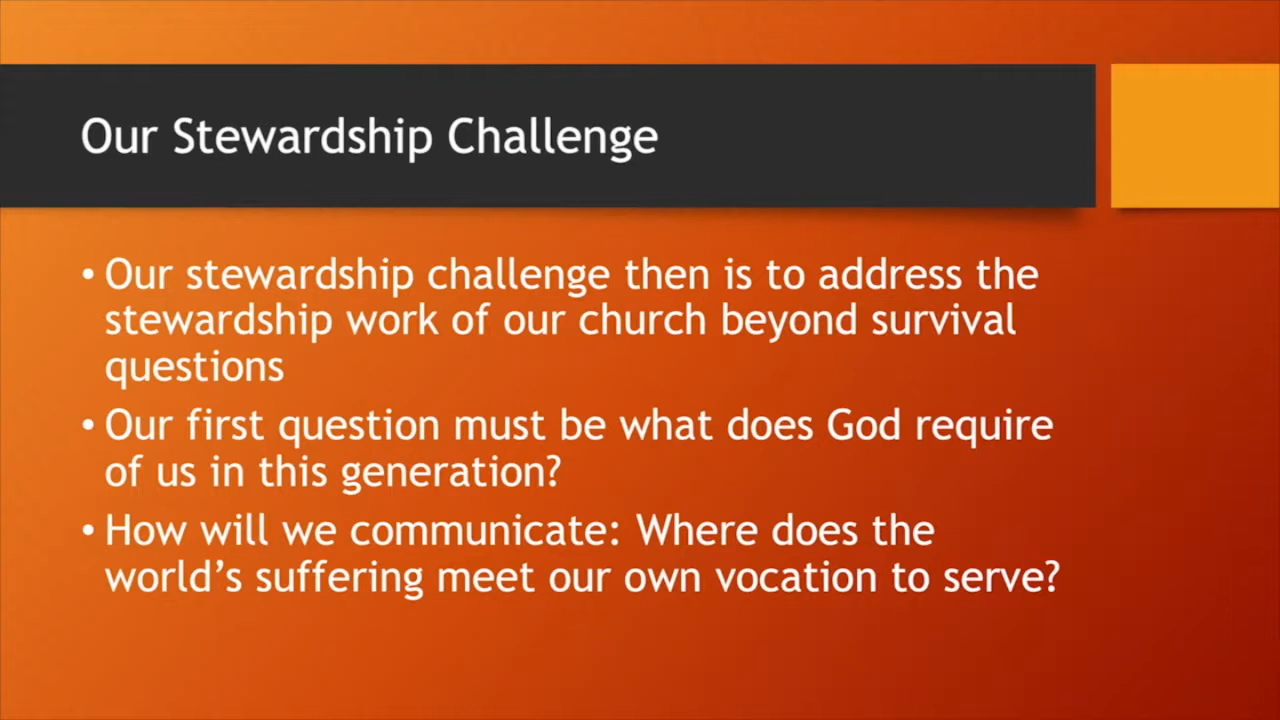 Our Stewardship Challenge
• Our stewardship challenge then is to address the
stewardship work of our church beyond survival
questions
• Our first question must be what does God require
of us in this generation?
• How will we communicate: Where does the
world’s suffering meet our own vocation to serve?